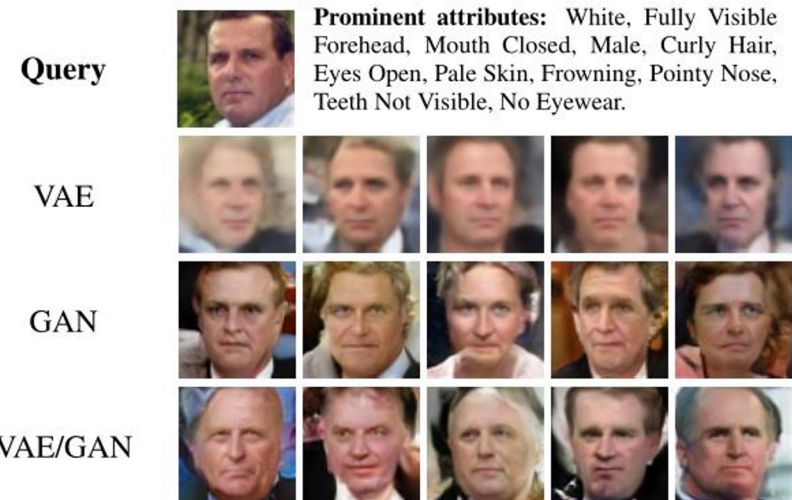 Query
Prominent attributes: White, Fully Visible
Forehead, Mouth Closed, Male, Curly Hair,
Eyes Open, Pale Skin, Frowning, Pointy Nose,
Teeth Not Visible, No Eyewear.
VAE
GAN
VAE/GAN